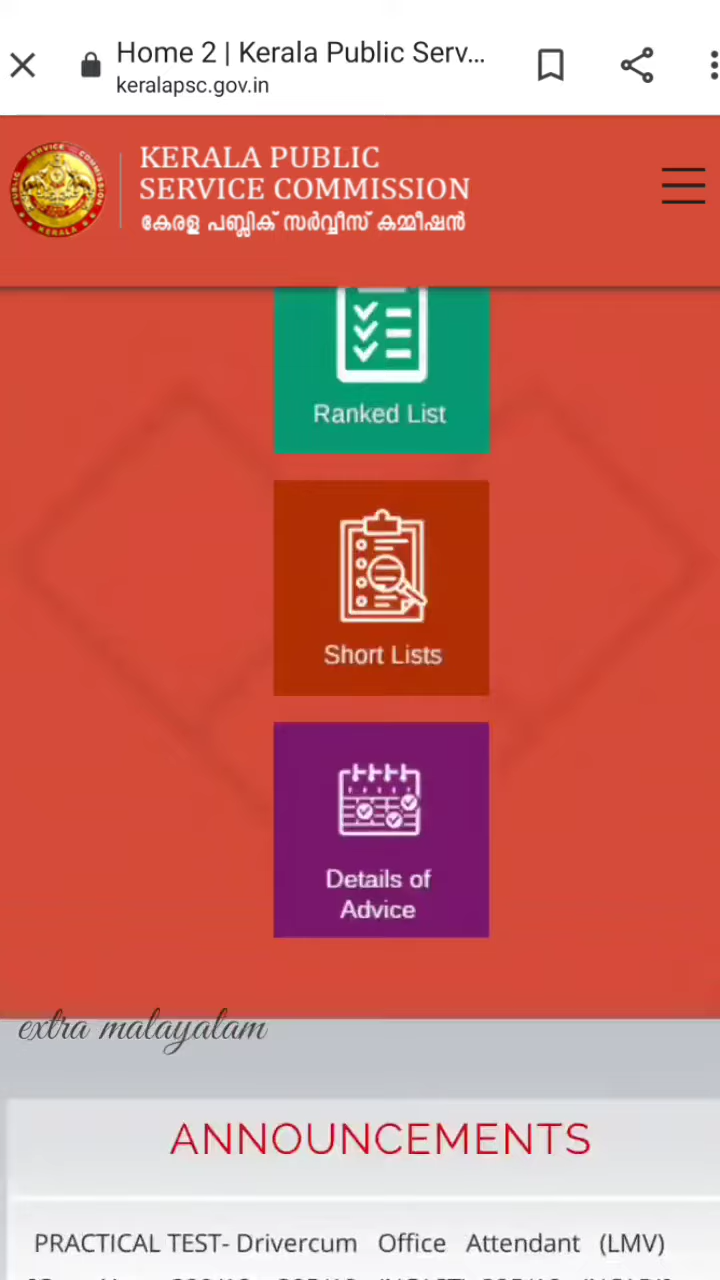 Home 2 | Kerala Public Serv...
keralapsc.gov.in
KERALA PUBLIC
SERVICE COMMISSION
കേരള പബ്ലിക് സർവ്വീസ് കമ്മീഷൻ
Ranked List
Short Lists
Details of
Advice
extra malayalam
ANNOUNCEMENTS
PRACTICAL TEST- Drivercum Office Attendant (LMV)